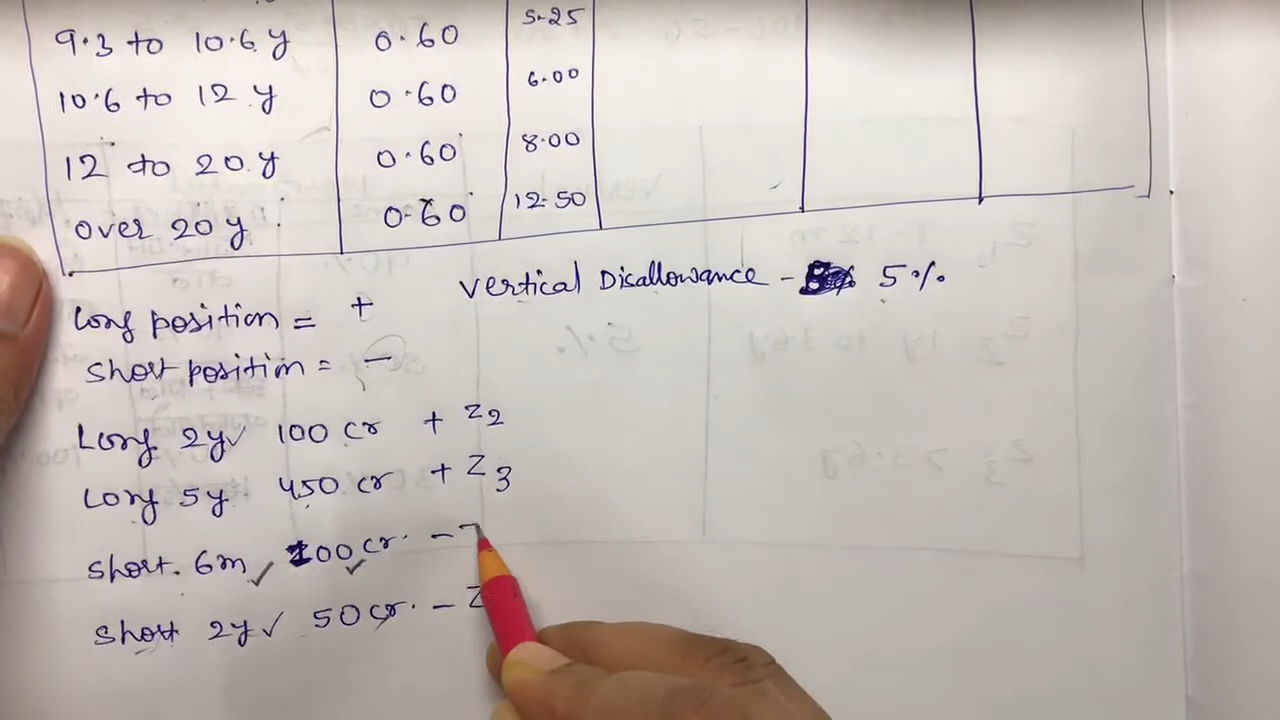 9.3 to 10.6 y 0.60 5.25
10.6 to 12 y 0.60 6.00
12 to 20 y 0.60 8.00
over 20 y 0.60 12.50
Vertical Disallowance - 5%
Long position = +
Short position = -
Long 2y✓ 100 cr + Z2
Long 5y 450 cr + Z3
Short. 6m ✓ 100 cr. -
Short 2y✓ 50 cr. - Z
5%